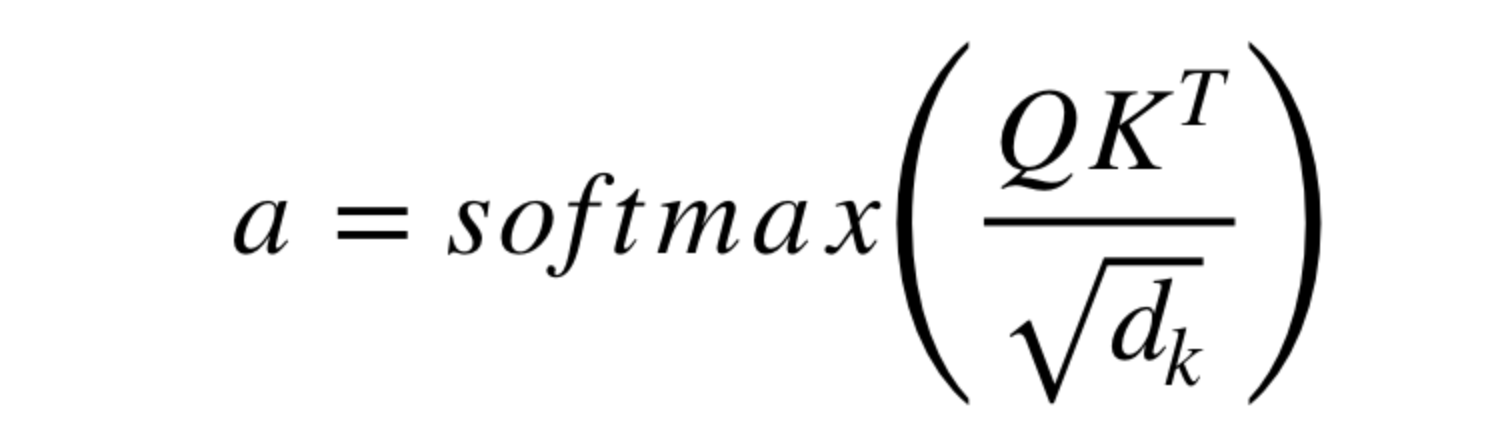 a = softmax(QK^T / √d_k)